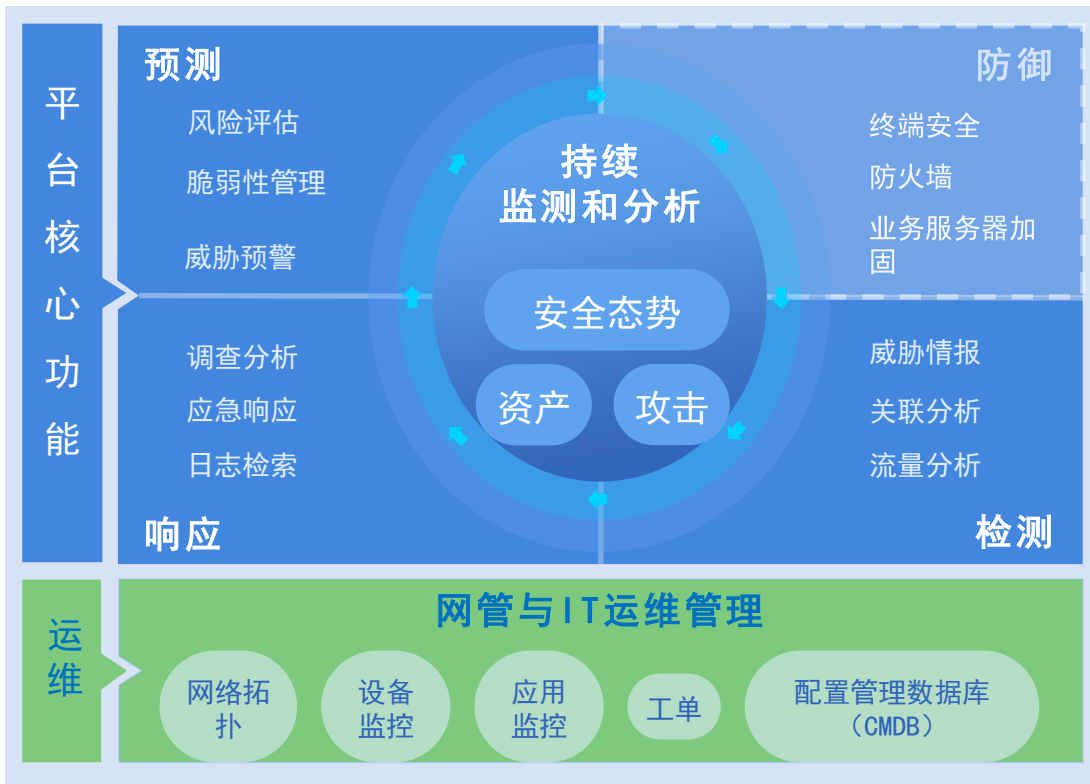 平台核心功能
预测
风险评估
脆弱性管理
威胁预警
防御
终端安全
防火墙
业务服务器加
固
持续
监测和分析
安全态势
资产
攻击
调查分析
应急响应
日志检索
响应
威胁情报
关联分析
流量分析
检测
运维
网管与IT运维管理
网络拓
扑
设备
监控
应用
监控
工单
配置管理数据库
（CMDB）